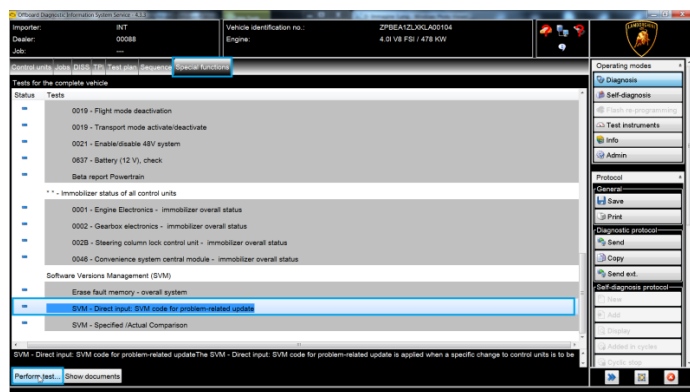 Offboard Diagnostic Information System Service - 4.3.3
Importer: INT
Dealer: 00088
Job: ---
Vehicle identification no.: ZPBEA1ZLXKLA00104
Engine: 4.0l V8 FSI / 478 KW
Control units Jobs DISS TPI Test plan Sequence Special functions
Tests for the complete vehicle
Status Tests
0019 - Flight mode deactivation
0019 - Transport mode activate/deactivate
0021 - Enable/disable 48V system
0637 - Battery (12 V), check
Beta report Powertrain
* * - Immobilizer status of all control units
0001 - Engine Electronics - immobilizer overall status
0002 - Gearbox electronics - immobilizer overall status
002B - Steering column lock control unit - immobilizer overall status
0046 - Convenience system central module - immobilizer overall status
Software Versions Management (SVM)
Erase fault memory - overall system
SVM - Direct input: SVM code for problem-related update
SVM - Specified /Actual Comparison
SVM - Direct input: SVM code for problem-related updateThe SVM - Direct input: SVM code for problem-related update is applied when a specific change to control units is to be
Perform test... Show documents
Operating modes
Diagnosis
Self-diagnosis
Flash re-programming
Test instruments
Info
Admin
Protocol
General
Save
Print
Diagnostic protocol
Send
Copy
Send ext.
Self-diagnosis protocol
New
Add
Display
Added in cycles
Cyclic stop